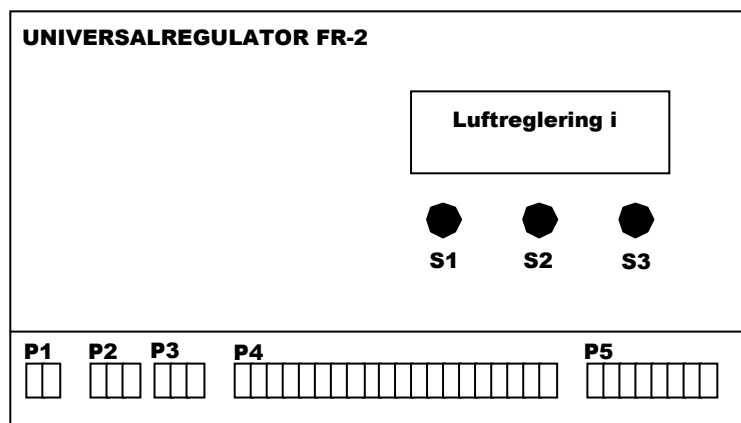 UNIVERSALREGULATOR FR-2
Luftreglering i
S1 S2 S3
P1 P2 P3 P4 P5